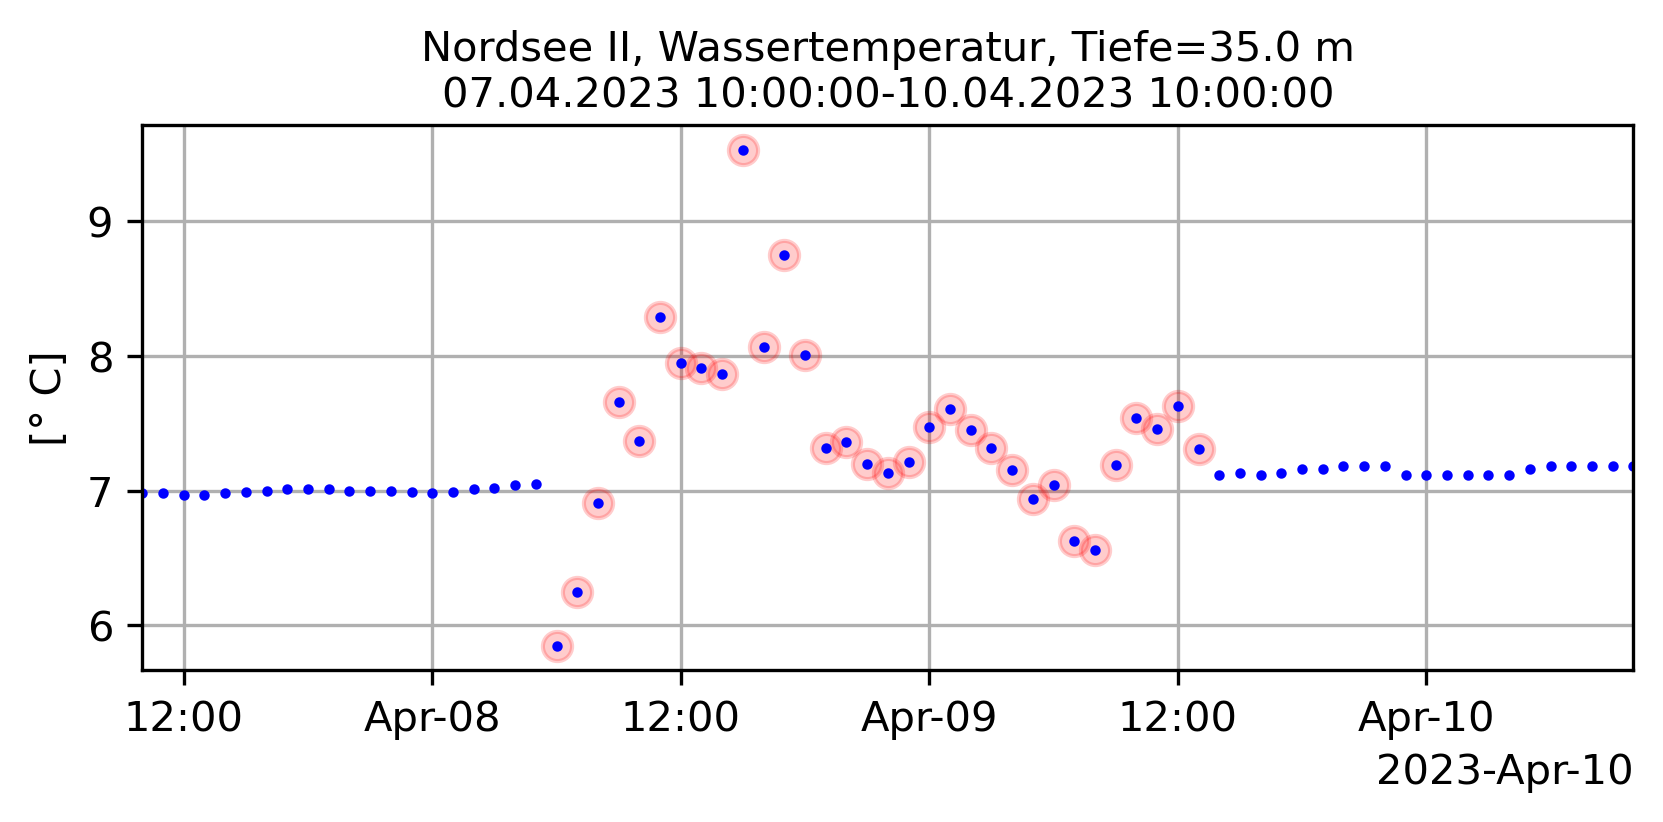 Nordsee II, Wassertemperatur, Tiefe=35.0 m
07.04.2023 10:00:00-10.04.2023 10:00:00
[° C]
9
8
7
6
12:00 Apr-08 12:00 Apr-09 12:00 Apr-10
2023-Apr-10